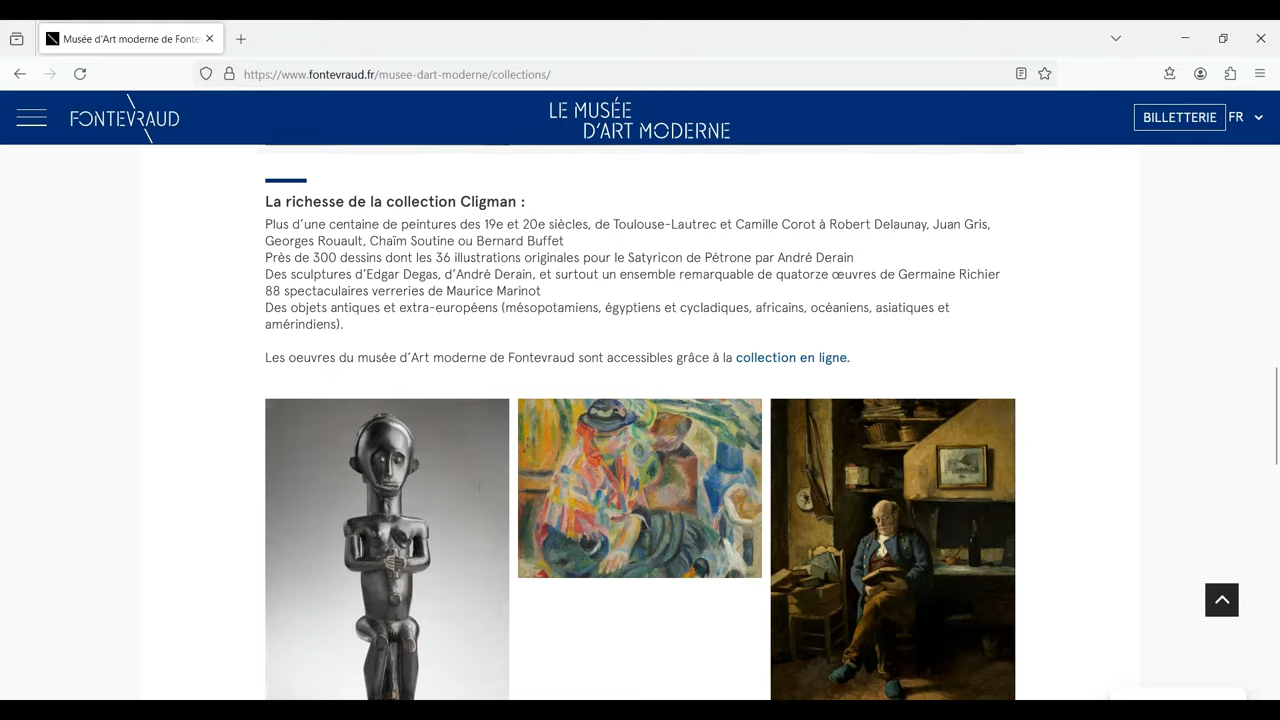 Musée d'Art moderne de Fonte
https://www.fontevraud.fr/musee-dart-moderne/collections/
FONTEVRAUD
LE MUSÉE
D'ART MODERNE
BILLETTERIE
FR
La richesse de la collection Cligman :
Plus d'une centaine de peintures des 19e et 20e siècles, de Toulouse-Lautrec et Camille Corot à Robert Delaunay, Juan Gris,
Georges Rouault, Chaïm Soutine ou Bernard Buffet
Près de 300 dessins dont les 36 illustrations originales pour le Satyricon de Pétrone par André Derain
Des sculptures d'Edgar Degas, d'André Derain, et surtout un ensemble remarquable de quatorze œuvres de Germaine Richier
88 spectaculaires verreries de Maurice Marinot
Des objets antiques et extra-européens (mésopotamiens, égyptiens et cycladiques, africains, océaniens, asiatiques et
amérindiens).
Les oeuvres du musée d'Art moderne de Fontevraud sont accessibles grâce à la collection en ligne.